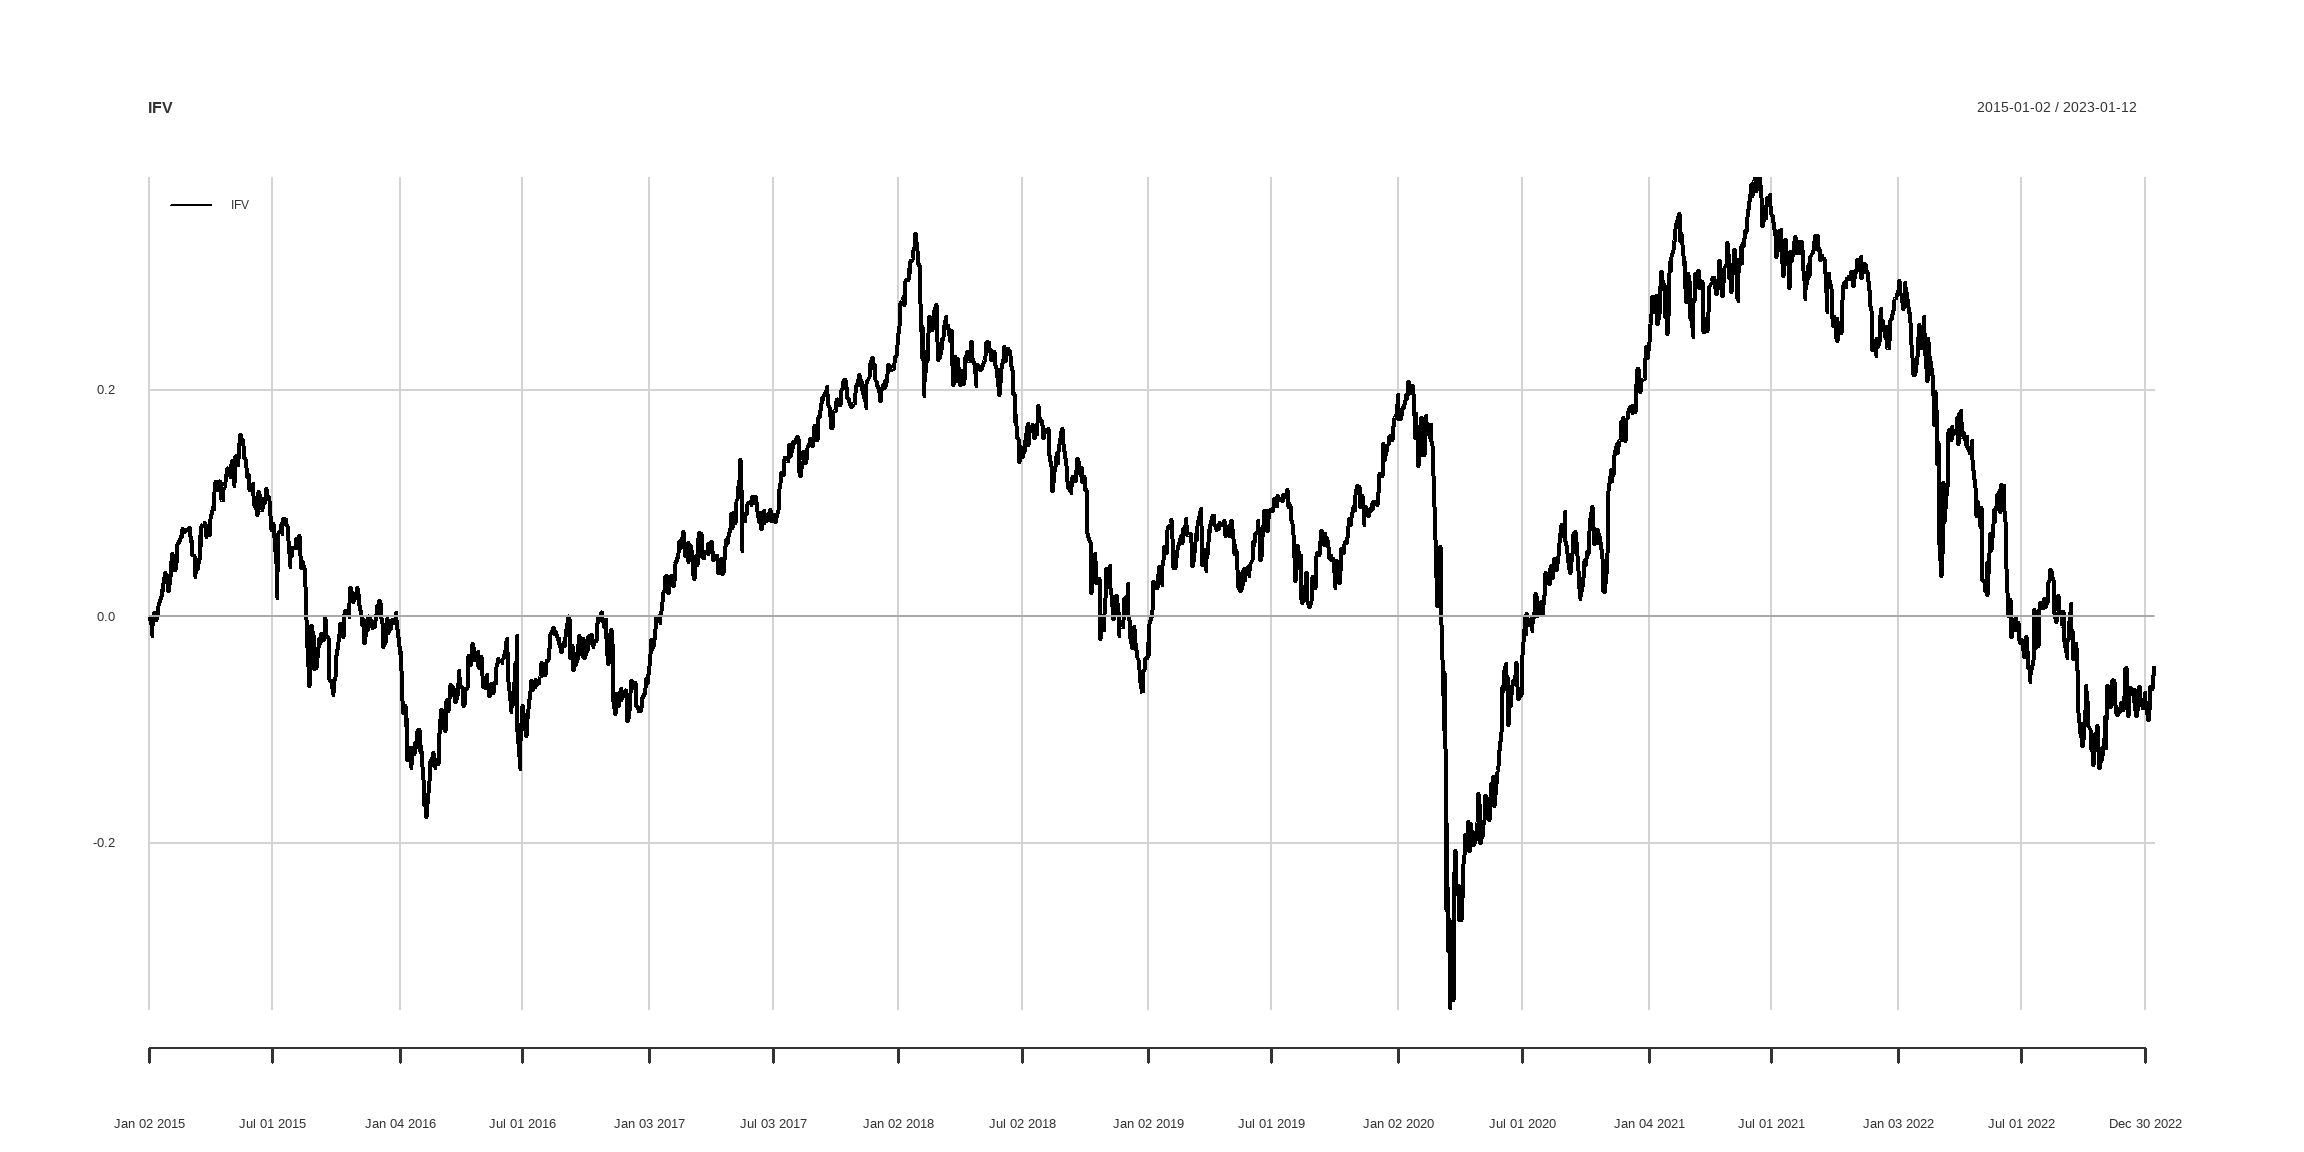 IFV
2015-01-02 / 2023-01-12
IFV
0.2
0.0
-0.2
Jan 02 2015
Jul 01 2015
Jan 04 2016
Jul 01 2016
Jan 03 2017
Jul 03 2017
Jan 02 2018
Jul 02 2018
Jan 02 2019
Jul 01 2019
Jan 02 2020
Jul 01 2020
Jan 04 2021
Jul 01 2021
Jan 03 2022
Jul 01 2022
Dec 30 2022